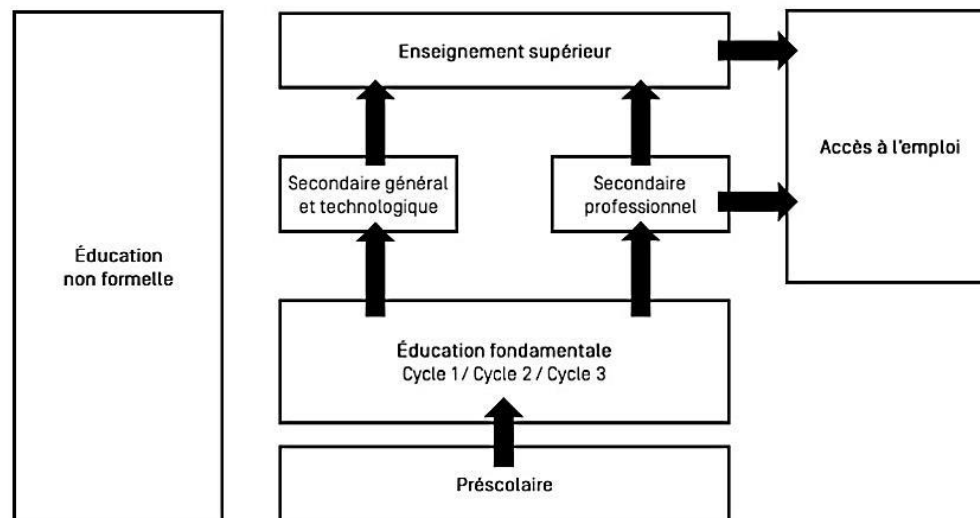 Enseignement supérieur
Accès à l'emploi
Secondaire général
et technologique
Secondaire
professionnel
Éducation
non formelle
Éducation fondamentale
Cycle 1 / Cycle 2 / Cycle 3
Préscolaire